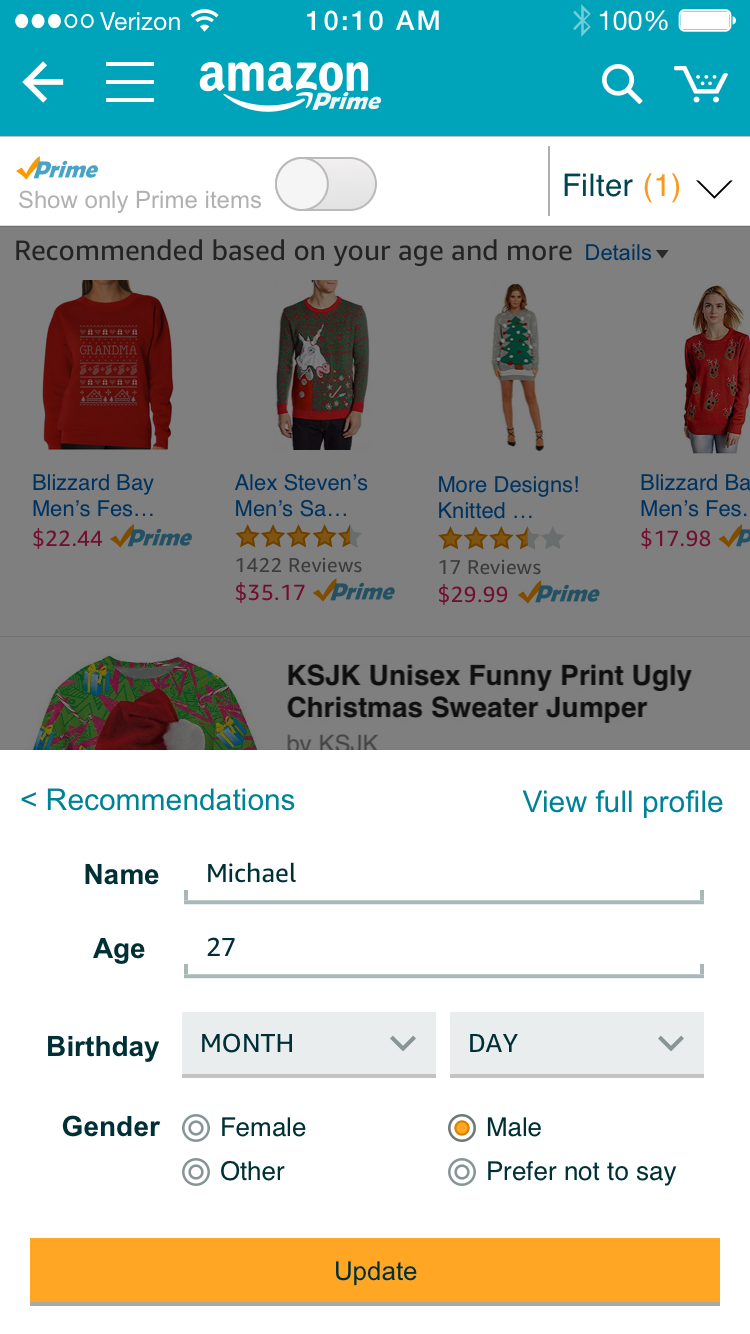 Verizon 10:10 AM 100%
amazon
Prime
Prime
Show only Prime items
Filter (1)
Recommended based on your age and more Details
GRANDMA
Blizzard Bay
Men's Fes...
$22.44 Prime
Alex Steven's
Men's Sa...
1422 Reviews
$35.17 Prime
More Designs!
Knitted ...
17 Reviews
$29.99 Prime
Blizzard Ba
Men's Fes.
$17.98 P
KSJK Unisex Funny Print Ugly
Christmas Sweater Jumper
by KSJK
< Recommendations
View full profile
Name Michael
Age 27
Birthday MONTH DAY
Gender Female Male
Other Prefer not to say
Update